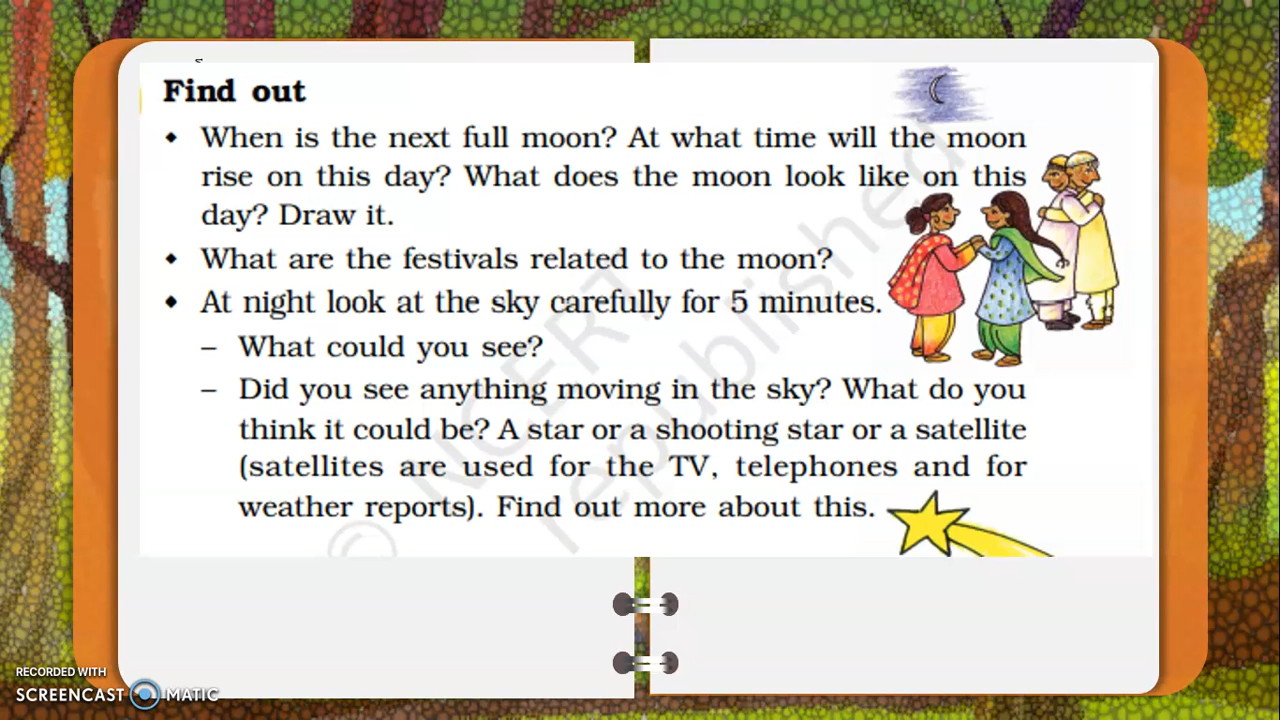 Find out
• When is the next full moon? At what time will the moon
rise on this day? What does the moon look like on this
day? Draw it.
• What are the festivals related to the moon?
• At night look at the sky carefully for 5 minutes.
– What could you see?
– Did you see anything moving in the sky? What do you
think it could be? A star or a shooting star or a satellite
(satellites are used for the TV, telephones and for
weather reports). Find out more about this.
© NCERT
republished
RECORDED WITH
SCREENCAST MATIC